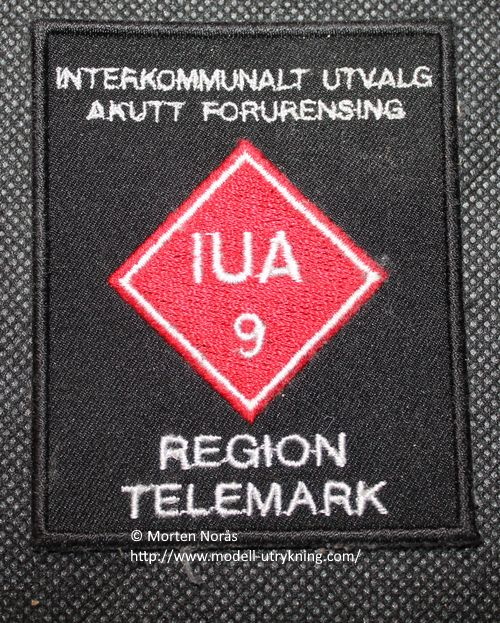 INTERKOMMUNALT UTVALG
AKUTT FORURENSING
IUA
9
REGION
TELEMARK
© Morten Norås
http://www.modell-utrykning.com/